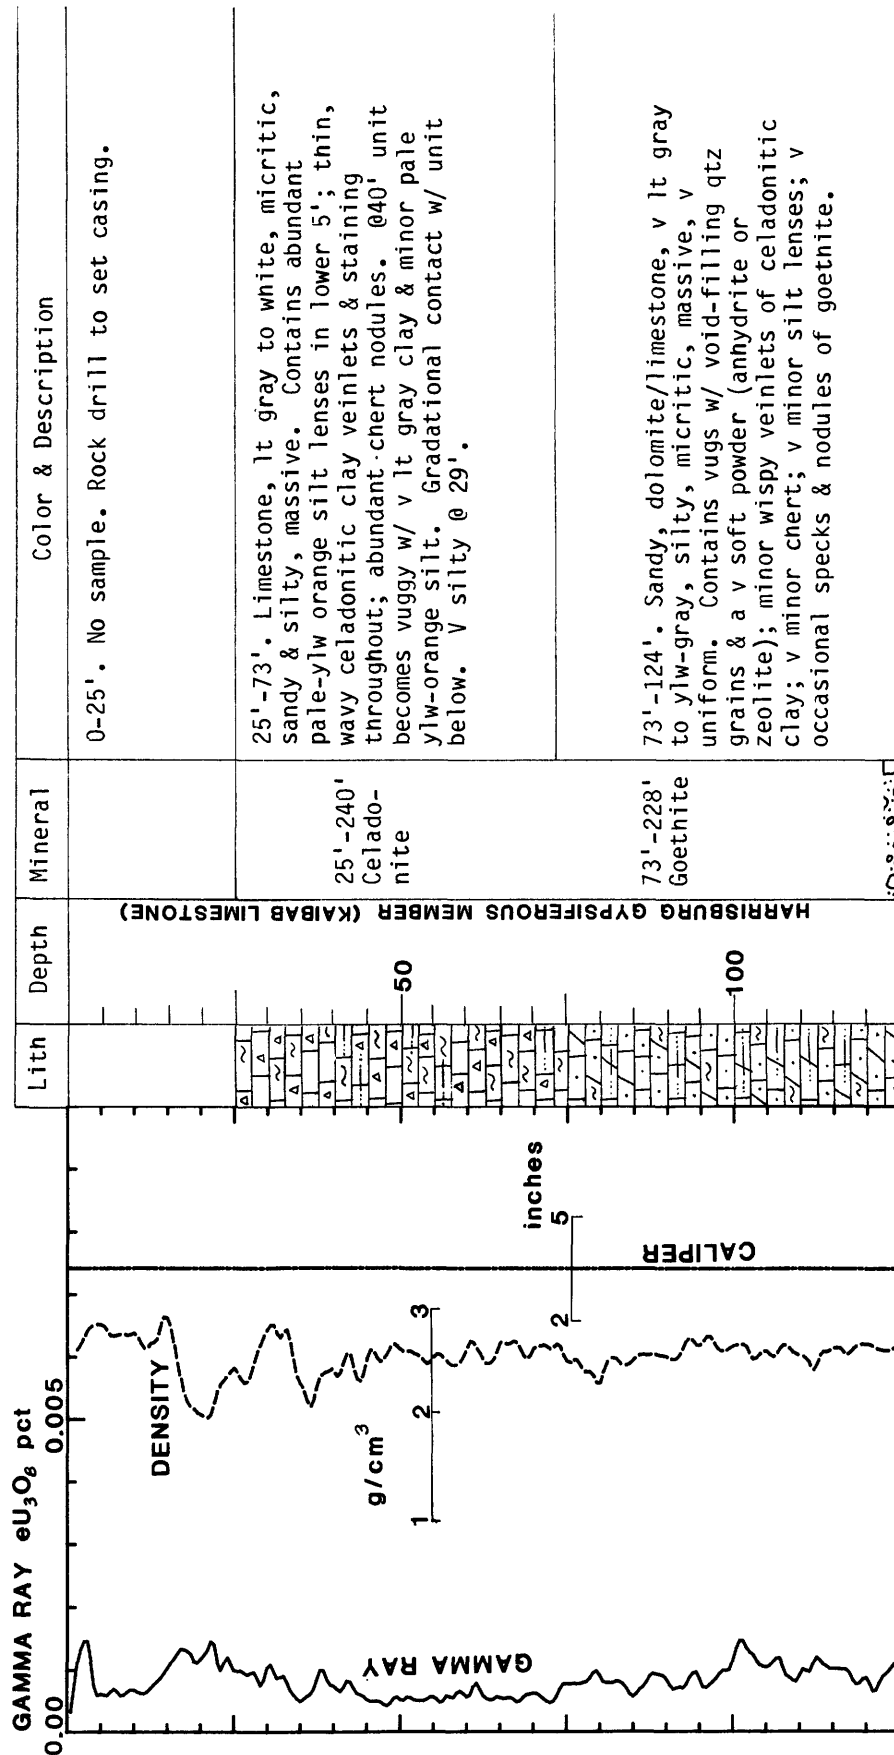 GAMMA RAY eU3O8 pct
0.00 0.005
Lith Depth Mineral Color & Description
0-25'. No sample. Rock drill to set casing.
25'-73'. Limestone, lt gray to white, micritic,
sandy & silty, massive. Contains abundant
pale-ylw orange silt lenses in lower 5'; thin,
wavy celadonitic clay veinlets & staining
throughout; abundant chert nodules. @40' unit
becomes vuggy w/ v lt gray clay & minor pale
ylw-orange silt. Gradational contact w/ unit
below. V silty @ 29'.
25'-240'
Celado-
nite
73'-124'. Sandy, dolomite/limestone, v lt gray
to ylw-gray, silty, micritic, massive, v
uniform. Contains vugs w/ void-filling qtz
grains & a v soft powder (anhydrite or
zeolite); minor wispy veinlets of celadonitic
clay; v minor chert; v minor silt lenses; v
occasional specks & nodules of goethite.
73'-228'
Goethite
HARRISBURG GYPSIFEROUS MEMBER (KAIBAB LIMESTONE)
50
100
DENSITY
g/cm3
1 2 3
inches
2 5
CALIPER
GAMMA RAY